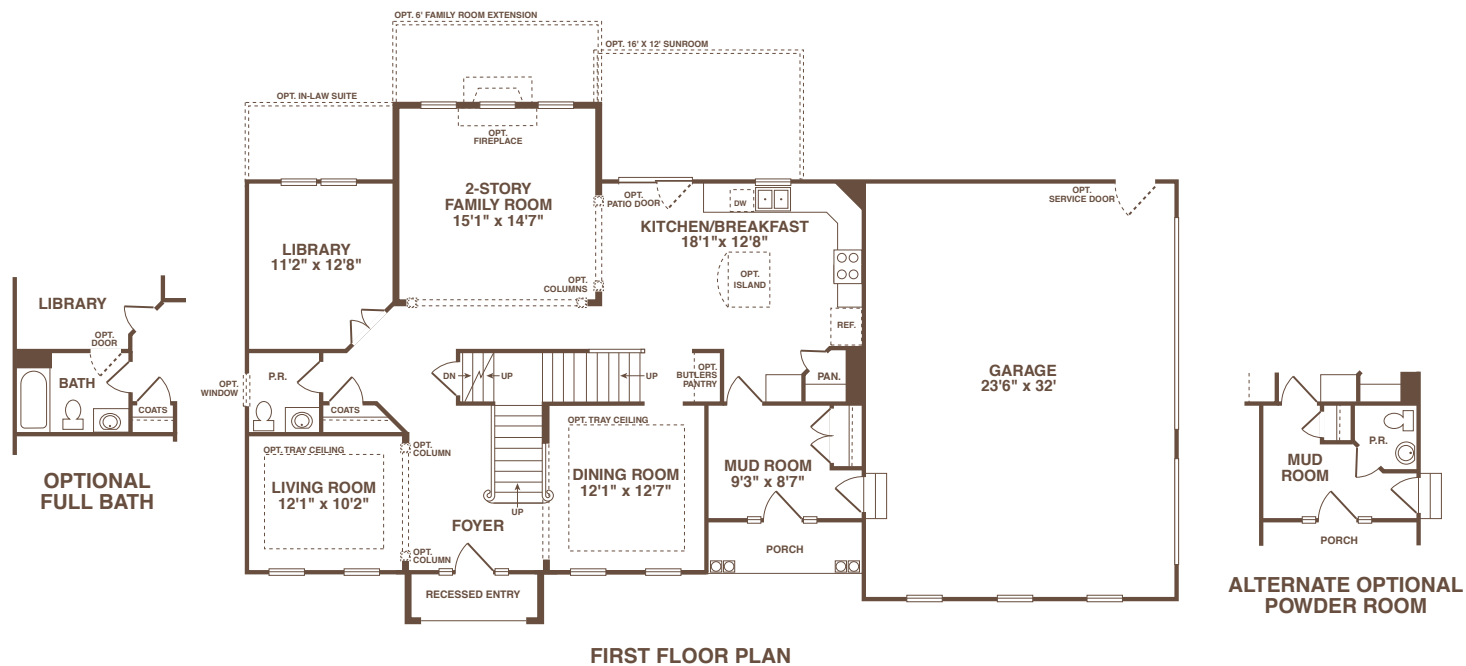 OPT. 6' FAMILY ROOM EXTENSION
OPT. 16' X 12' SUNROOM
OPT. IN-LAW SUITE
OPT.
FIREPLACE
2-STORY
FAMILY ROOM
15'1" x 14'7"
OPT.
COLUMNS
LIBRARY
11'2" x 12'8"
OPT.
PATIO DOOR
DW
KITCHEN/BREAKFAST
18'1"x 12'8"
OPT.
ISLAND
REF.
PAN.
OPT.
SERVICE DOOR
GARAGE
23'6" x 32'
OPT.
WINDOW
P.R.
COATS
DN
UP
UP
OPT.
BUTLERS
PANTRY
OPT. TRAY CEILING
LIVING ROOM
12'1" x 10'2"
OPT.
COLUMN
OPT.
COLUMN
FOYER
UP
OPT. TRAY CEILING
DINING ROOM
12'1" x 12'7"
MUD ROOM
9'3" x 8'7"
PORCH
RECESSED ENTRY
LIBRARY
OPT.
DOOR
BATH
COATS
OPTIONAL
FULL BATH
P.R.
MUD
ROOM
PORCH
ALTERNATE OPTIONAL
POWDER ROOM
FIRST FLOOR PLAN